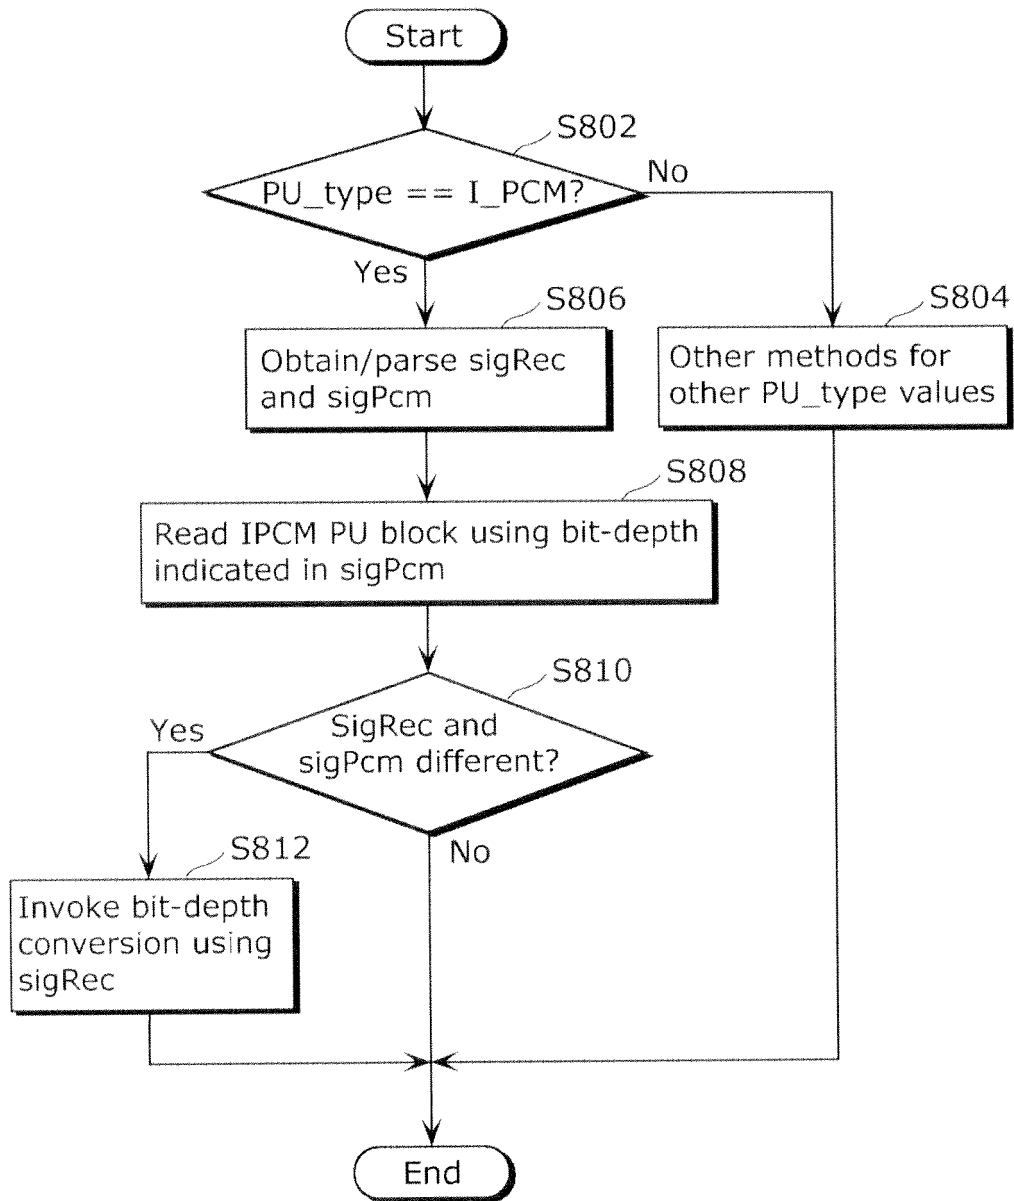 Start
S802
PU_type == I_PCM?
No
Yes
S806
Obtain/parse sigRec
and sigPcm
S804
Other methods for
other PU_type values
S808
Read IPCM PU block using bit-depth
indicated in sigPcm
S810
SigRec and
sigPcm different?
Yes
No
S812
Invoke bit-depth
conversion using
sigRec
End